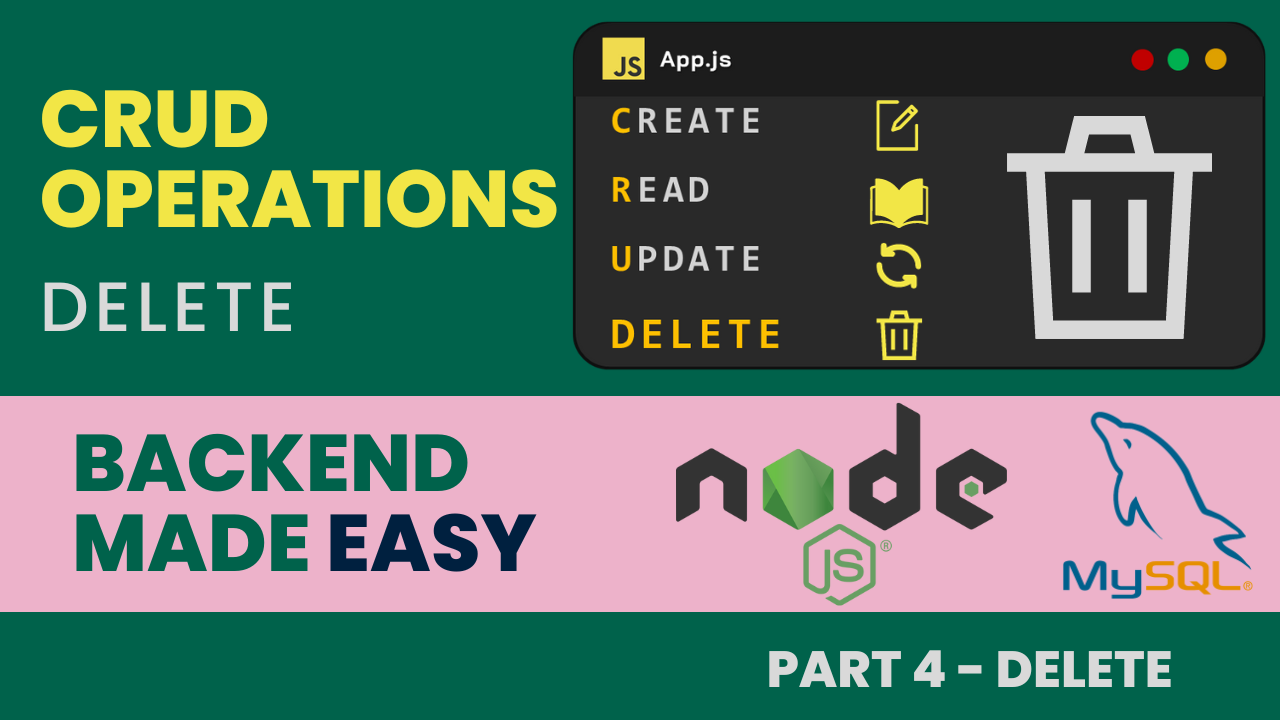 CRUD
OPERATIONS
DELETE
JS App.js
CREATE
READ
UPDATE
DELETE
BACKEND
MADE EASY
node
JS ®
MySQL®
PART 4 - DELETE